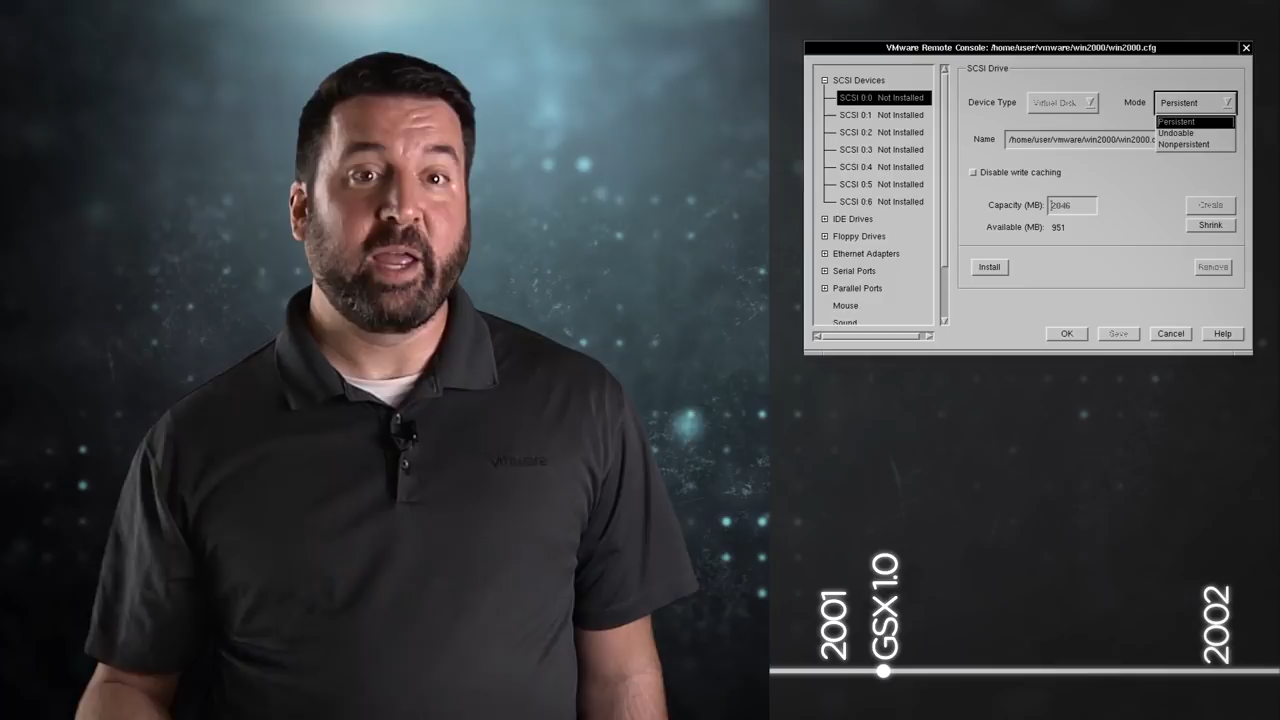 VMware Remote Console: /home/user/vmware/win2000/win2000.cfg
SCSI Devices
SCSI 0:0 Not Installed
SCSI 0:1 Not Installed
SCSI 0:2 Not Installed
SCSI 0:3 Not Installed
SCSI 0:4 Not Installed
SCSI 0:5 Not Installed
SCSI 0:6 Not Installed
IDE Drives
Floppy Drives
Ethernet Adapters
Serial Ports
Parallel Ports
Mouse
Sound
SCSI Drive
Device Type Virtual Disk Mode Persistent
Persistent
Undoable
Nonpersistent
Name /home/user/vmware/win2000/win2000.c
Disable write caching
Capacity (MB): 2046 Create
Available (MB): 951 Shrink
Install Remove
OK Save Cancel Help
vmware
2001
GSX 1.0
2002